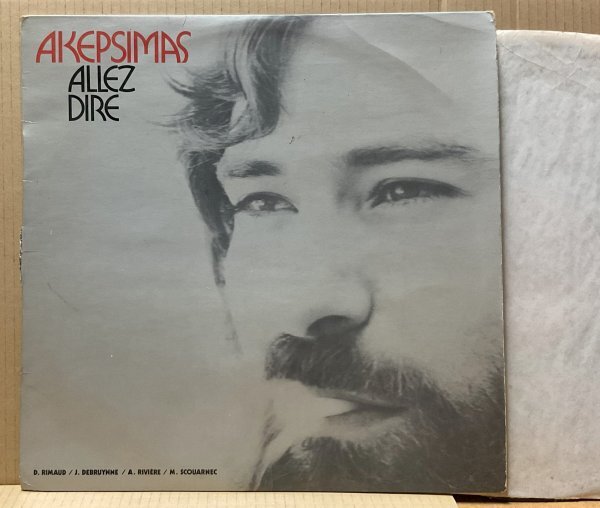 AKEPSIMAS
ALLEZ
DIRE
D. RIMAUD / J. DEBRUYNNE / A. RIVIÈRE / M. SCOUARNEC